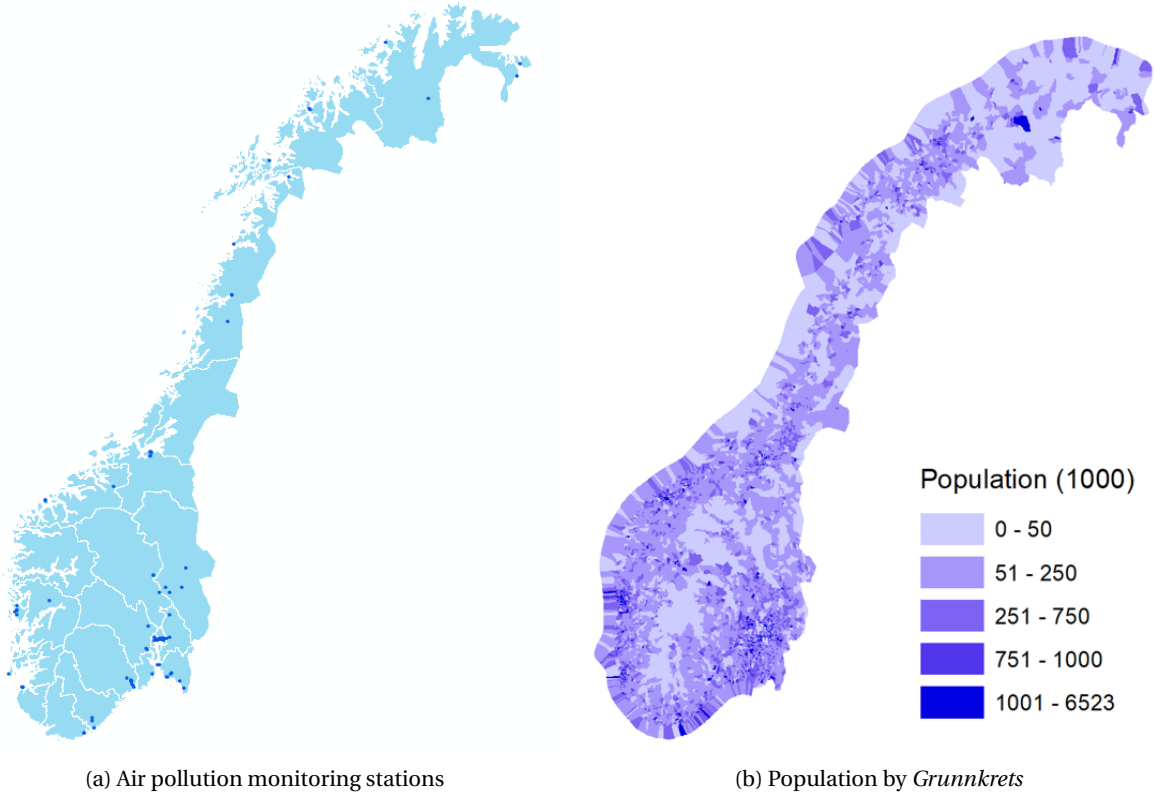 Population (1000)
0 - 50
51 - 250
251 - 750
751 - 1000
1001 - 6523
(a) Air pollution monitoring stations
(b) Population by Grunnkrets